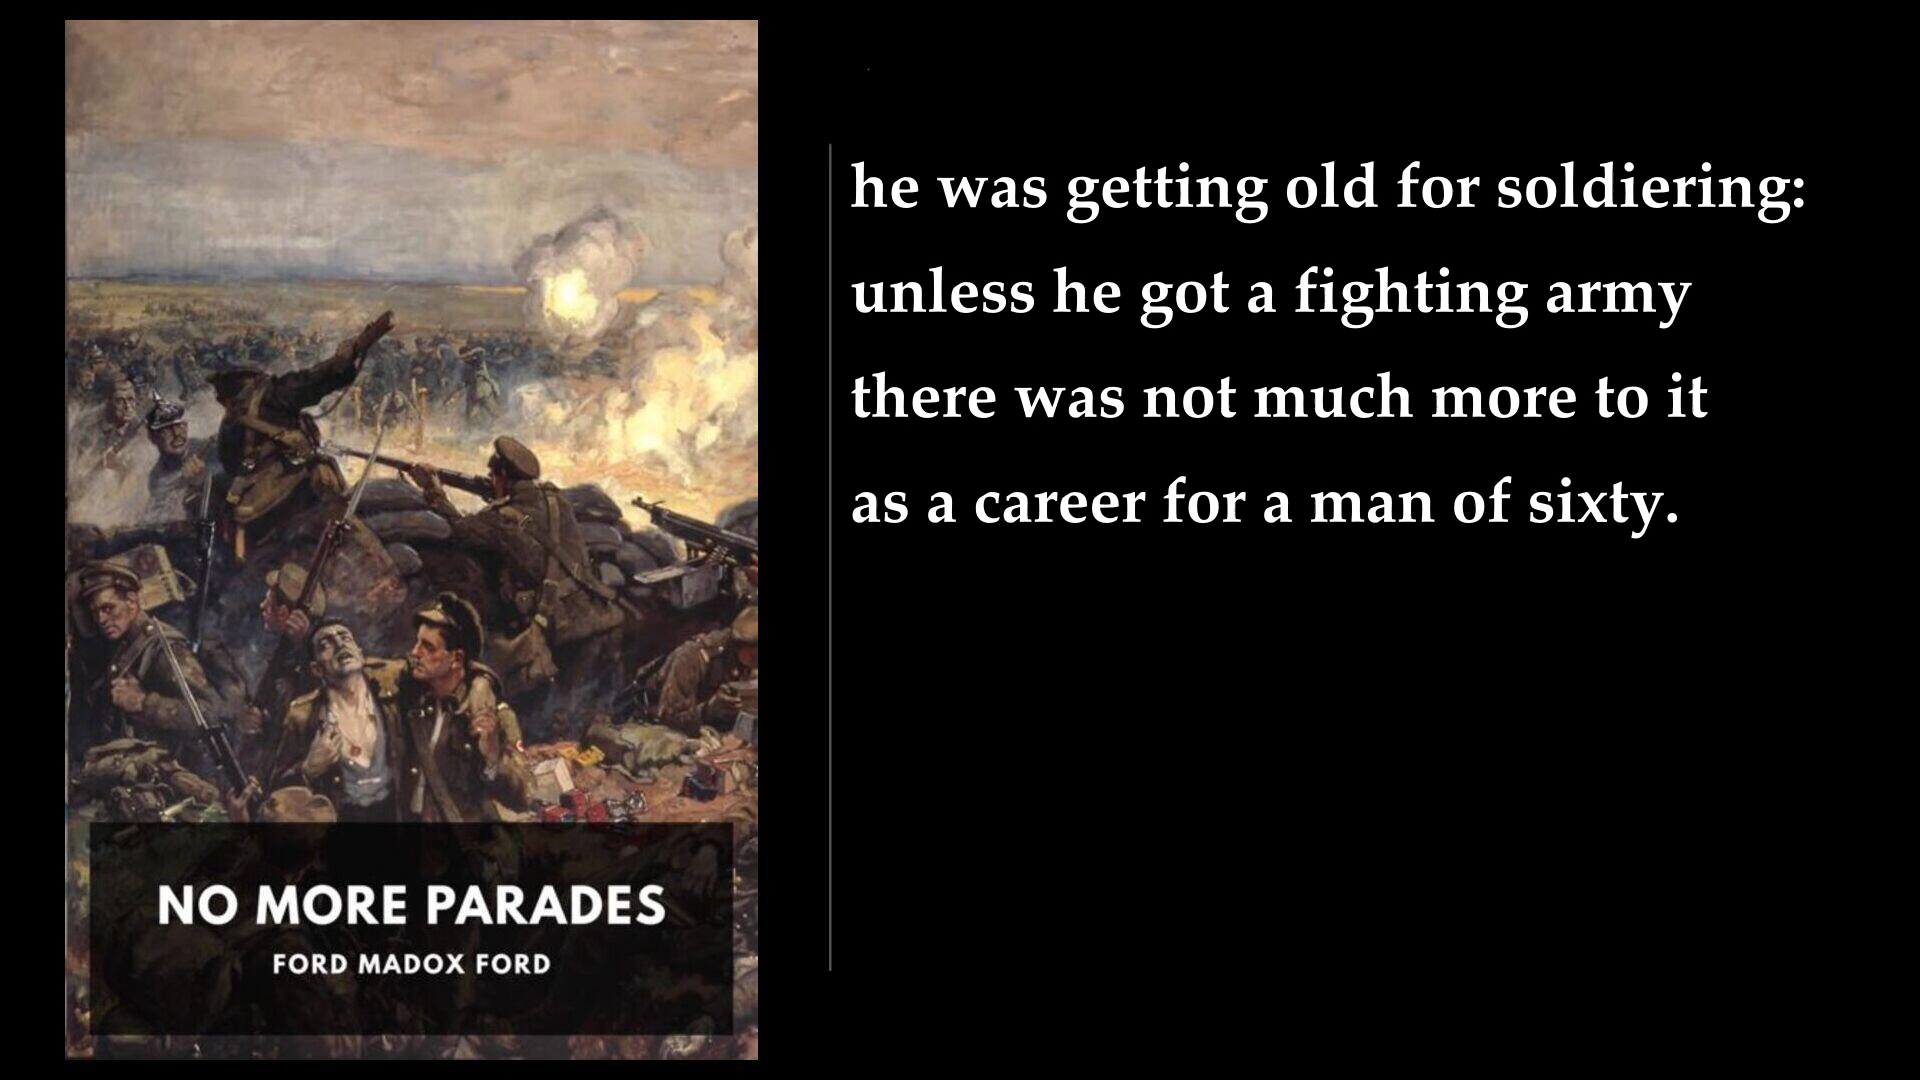 he was getting old for soldiering:
unless he got a fighting army
there was not much more to it
as a career for a man of sixty.
NO MORE PARADES
FORD MADOX FORD